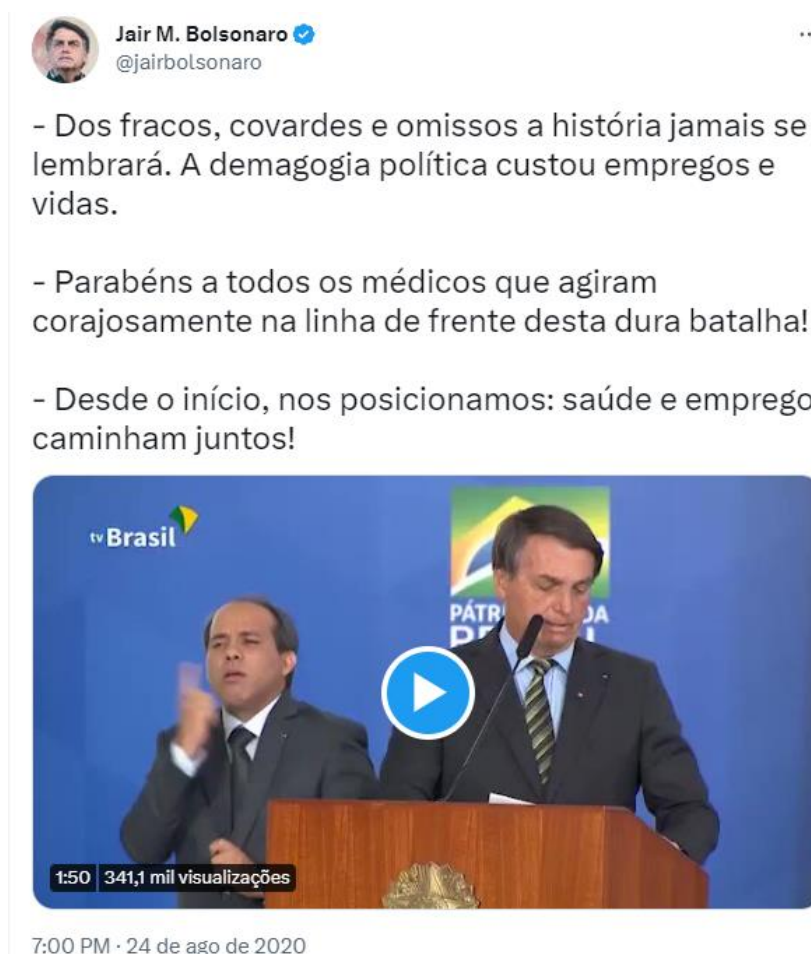 Jair M. Bolsonaro
@jairbolsonaro
- Dos fracos, covardes e omissos a história jamais se
lembrará. A demagogia política custou empregos e
vidas.
- Parabéns a todos os médicos que agiram
corajosamente na linha de frente desta dura batalha!
- Desde o início, nos posicionamos: saúde e emprego
caminham juntos!
tv Brasil
1:50 341,1 mil visualizações
7:00 PM · 24 de ago de 2020